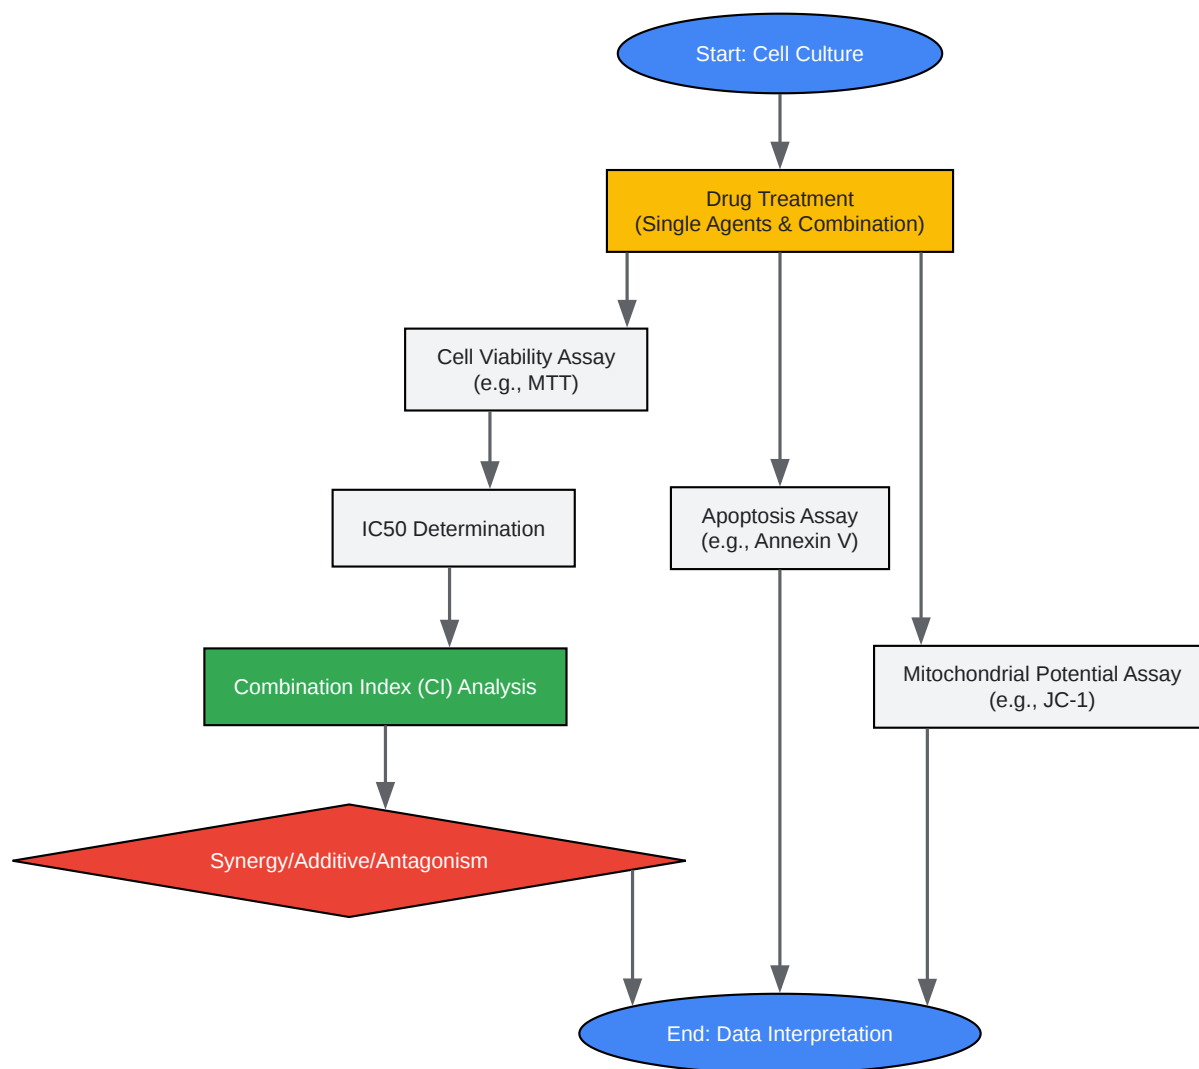 Start: Cell Culture
Drug Treatment
(Single Agents & Combination)
Cell Viability Assay
(e.g., MTT)
IC50 Determination
Apoptosis Assay
(e.g., Annexin V)
Combination Index (CI) Analysis
Mitochondrial Potential Assay
(e.g., JC-1)
Synergy/Additive/Antagonism
End: Data Interpretation